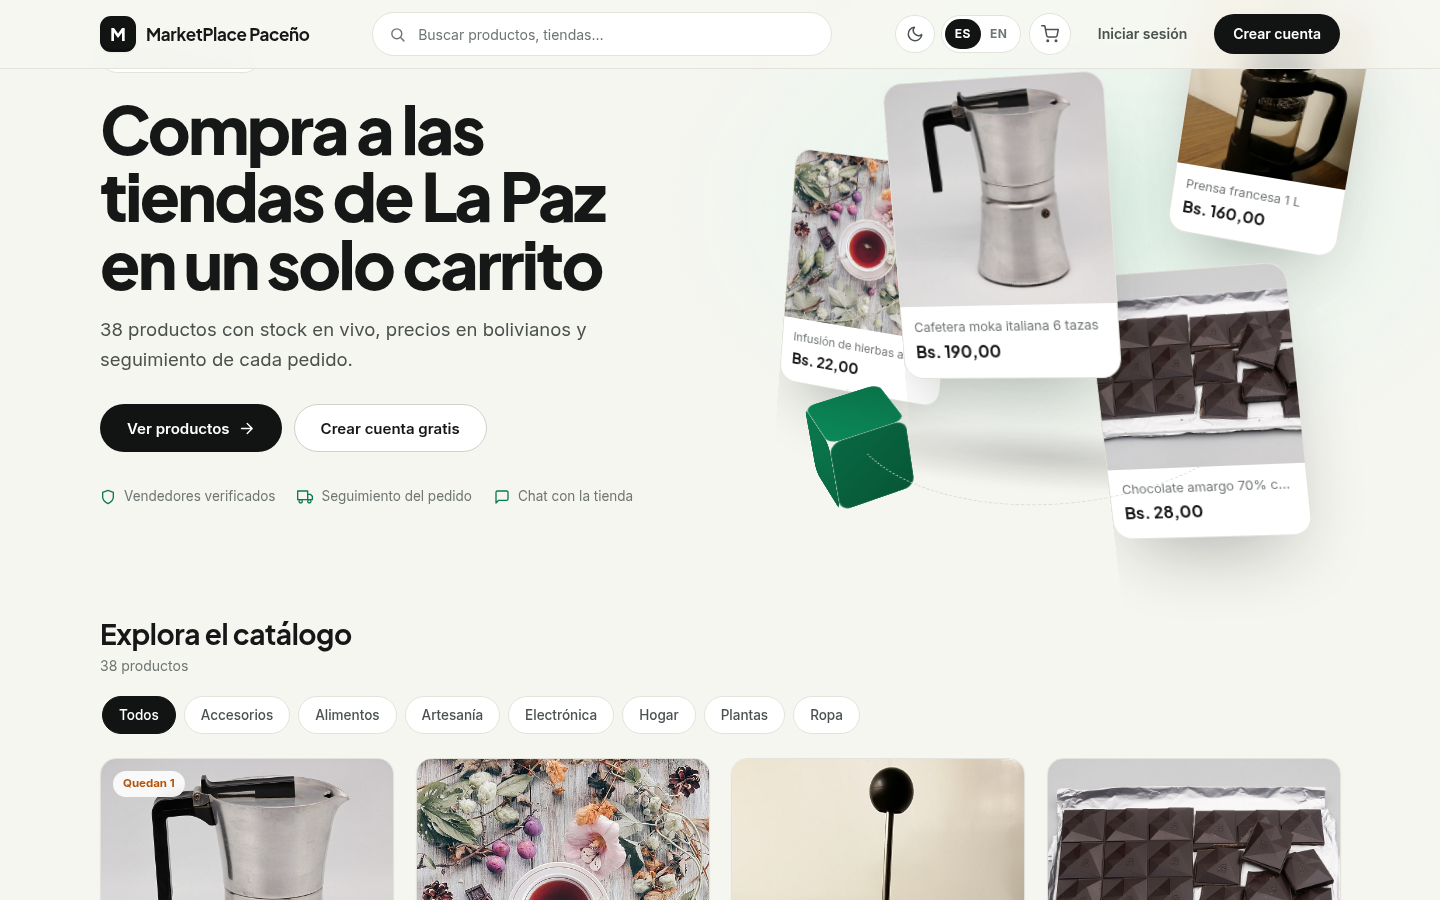 M MarketPlace Paceño
Buscar productos, tiendas...
ES EN
Iniciar sesión
Crear cuenta
Compra a las
tiendas de La Paz
en un solo carrito
38 productos con stock en vivo, precios en bolivianos y
seguimiento de cada pedido.
Ver productos
Crear cuenta gratis
Vendedores verificados
Seguimiento del pedido
Chat con la tienda
Infusión de hierbas a
Bs. 22,00
Cafetera moka italiana 6 tazas
Bs. 190,00
Prensa francesa 1 L
Bs. 160,00
Chocolate amargo 70% c...
Bs. 28,00
Explora el catálogo
38 productos
Todos
Accesorios
Alimentos
Artesanía
Electrónica
Hogar
Plantas
Ropa
Quedan 1